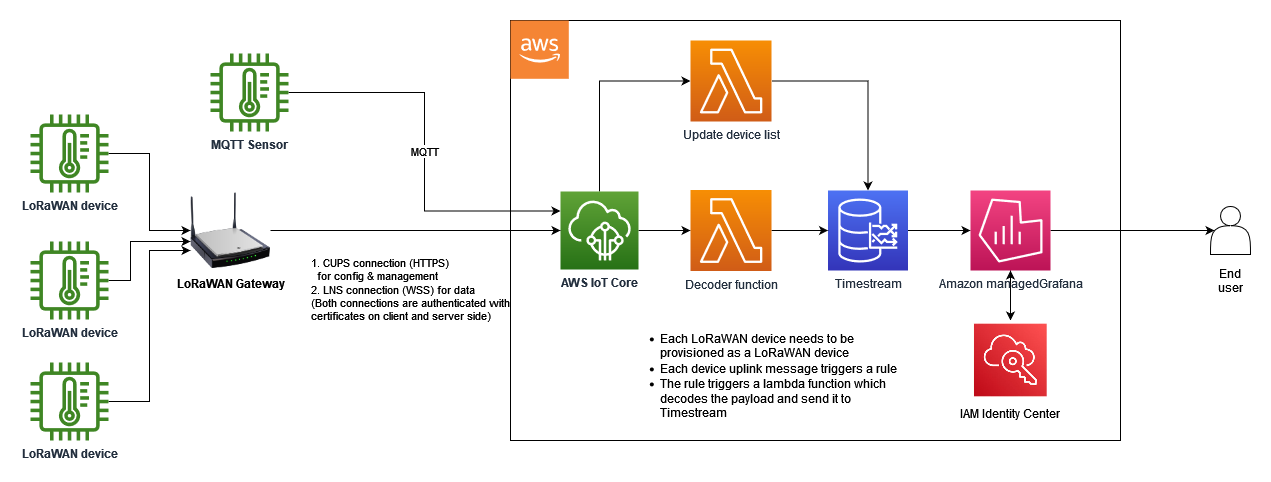 aws
MQTT Sensor
Update device list
MQTT
LoRaWAN device
LoRaWAN Gateway
1. CUPS connection (HTTPS)
for config & management
2. LNS connection (WSS) for data
(Both connections are authenticated with
certificates on client and server side)
AWS IoT Core
Decoder function
Timestream
Amazon managedGrafana
End
user
LoRaWAN device
• Each LoRaWAN device needs to be
provisioned as a LoRaWAN device
• Each device uplink message triggers a rule
• The rule triggers a lambda function which
decodes the payload and send it to
Timestream
IAM Identity Center
LoRaWAN device